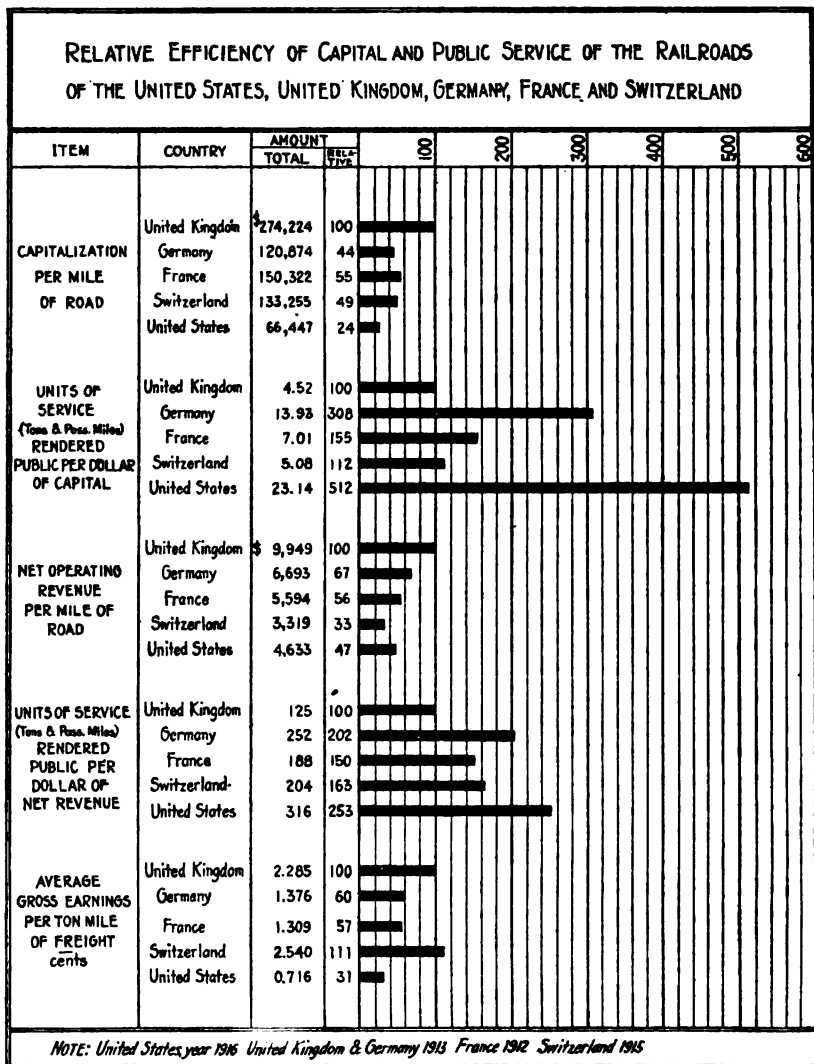 RELATIVE EFFICIENCY OF CAPITAL AND PUBLIC SERVICE OF THE RAILROADS
OF THE UNITED STATES, UNITED KINGDOM, GERMANY, FRANCE AND SWITZERLAND
ITEM COUNTRY AMOUNT
TOTAL RELATIVE
100 200 300 400 500 600
CAPITALIZATION
PER MILE
OF ROAD
United Kingdom $274,224 100
Germany 120,874 44
France 150,322 55
Switzerland 133,255 49
United States 66,447 24
UNITS OF
SERVICE
(Tons & Pass. Miles)
RENDERED
PUBLIC PER DOLLAR
OF CAPITAL
United Kingdom 4.52 100
Germany 13.93 308
France 7.01 155
Switzerland 5.08 112
United States 23.14 512
NET OPERATING
REVENUE
PER MILE OF
ROAD
United Kingdom $ 9,949 100
Germany 6,693 67
France 5,594 56
Switzerland 3,319 33
United States 4,633 47
UNITS OF SERVICE
(Tons & Pass. Miles)
RENDERED
PUBLIC PER
DOLLAR OF
NET REVENUE
United Kingdom 125 100
Germany 252 202
France 188 150
Switzerland 204 163
United States 316 253
AVERAGE
GROSS EARNINGS
PER TON MILE
OF FREIGHT
cents
United Kingdom 2.285 100
Germany 1.376 60
France 1.309 57
Switzerland 2.540 111
United States 0.716 31
NOTE: United States, year 1916 United Kingdom & Germany 1913 France 1912 Switzerland 1915